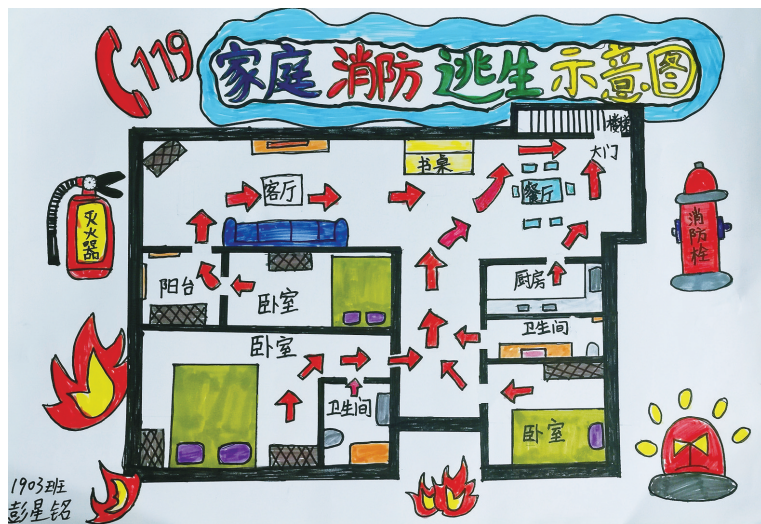 119
家庭消防逃生示意图
楼梯
大门
书桌
客厅
餐厅
灭火器
消防栓
阳台
卧室
厨房
卫生间
卧室
卫生间
卧室
1903班
彭星铭